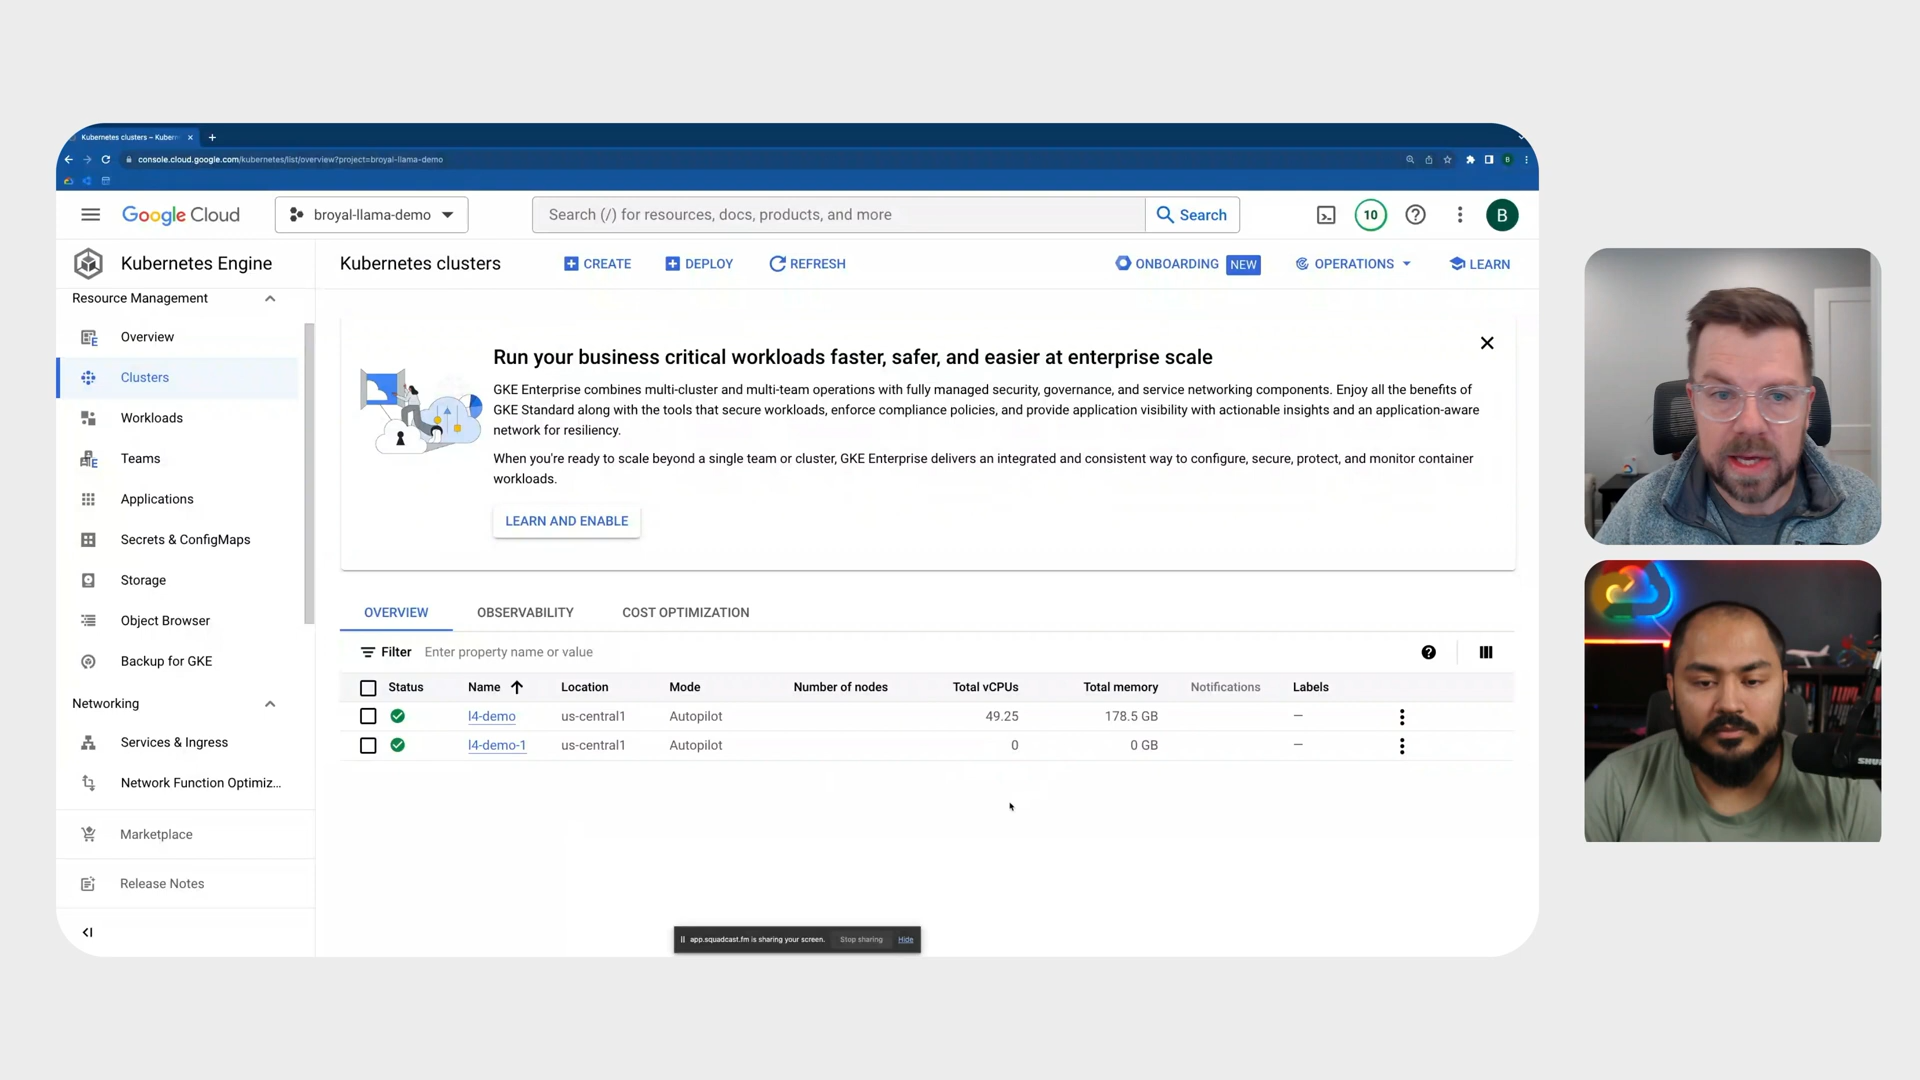 Kubernetes clusters – Kuber
console.cloud.google.com/kubernetes/list/overview?project=broyal-llama-demo
B
Google Cloud
broyal-llama-demo
Search (/) for resources, docs, products, and more
Search
10
B
Kubernetes Engine
Kubernetes clusters
CREATE
DEPLOY
REFRESH
ONBOARDING NEW
OPERATIONS
LEARN
Resource Management
Overview
Clusters
Workloads
Teams
Applications
Secrets & ConfigMaps
Storage
Object Browser
Backup for GKE
Networking
Services & Ingress
Network Function Optimiz...
Marketplace
Release Notes
Run your business critical workloads faster, safer, and easier at enterprise scale
GKE Enterprise combines multi-cluster and multi-team operations with fully managed security, governance, and service networking components. Enjoy all the benefits of
GKE Standard along with the tools that secure workloads, enforce compliance policies, and provide application visibility with actionable insights and an application-aware
network for resiliency.
When you're ready to scale beyond a single team or cluster, GKE Enterprise delivers an integrated and consistent way to configure, secure, protect, and monitor container
workloads.
LEARN AND ENABLE
OVERVIEW OBSERVABILITY COST OPTIMIZATION
Filter Enter property name or value
Status Name Location Mode Number of nodes Total vCPUs Total memory Notifications Labels
l4-demo us-central1 Autopilot 49.25 178.5 GB —
l4-demo-1 us-central1 Autopilot 0 0 GB —
app.squadcast.fm is sharing your screen. Stop sharing Hide